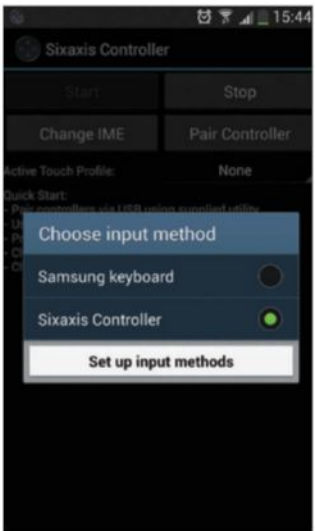 15:44
Sixaxis Controller
Start
Stop
Change IME
Pair Controller
Active Touch Profile:
None
Quick Start:
- Pair controllers via USB using supplied utility
Choose input method
Samsung keyboard
Sixaxis Controller
Set up input methods